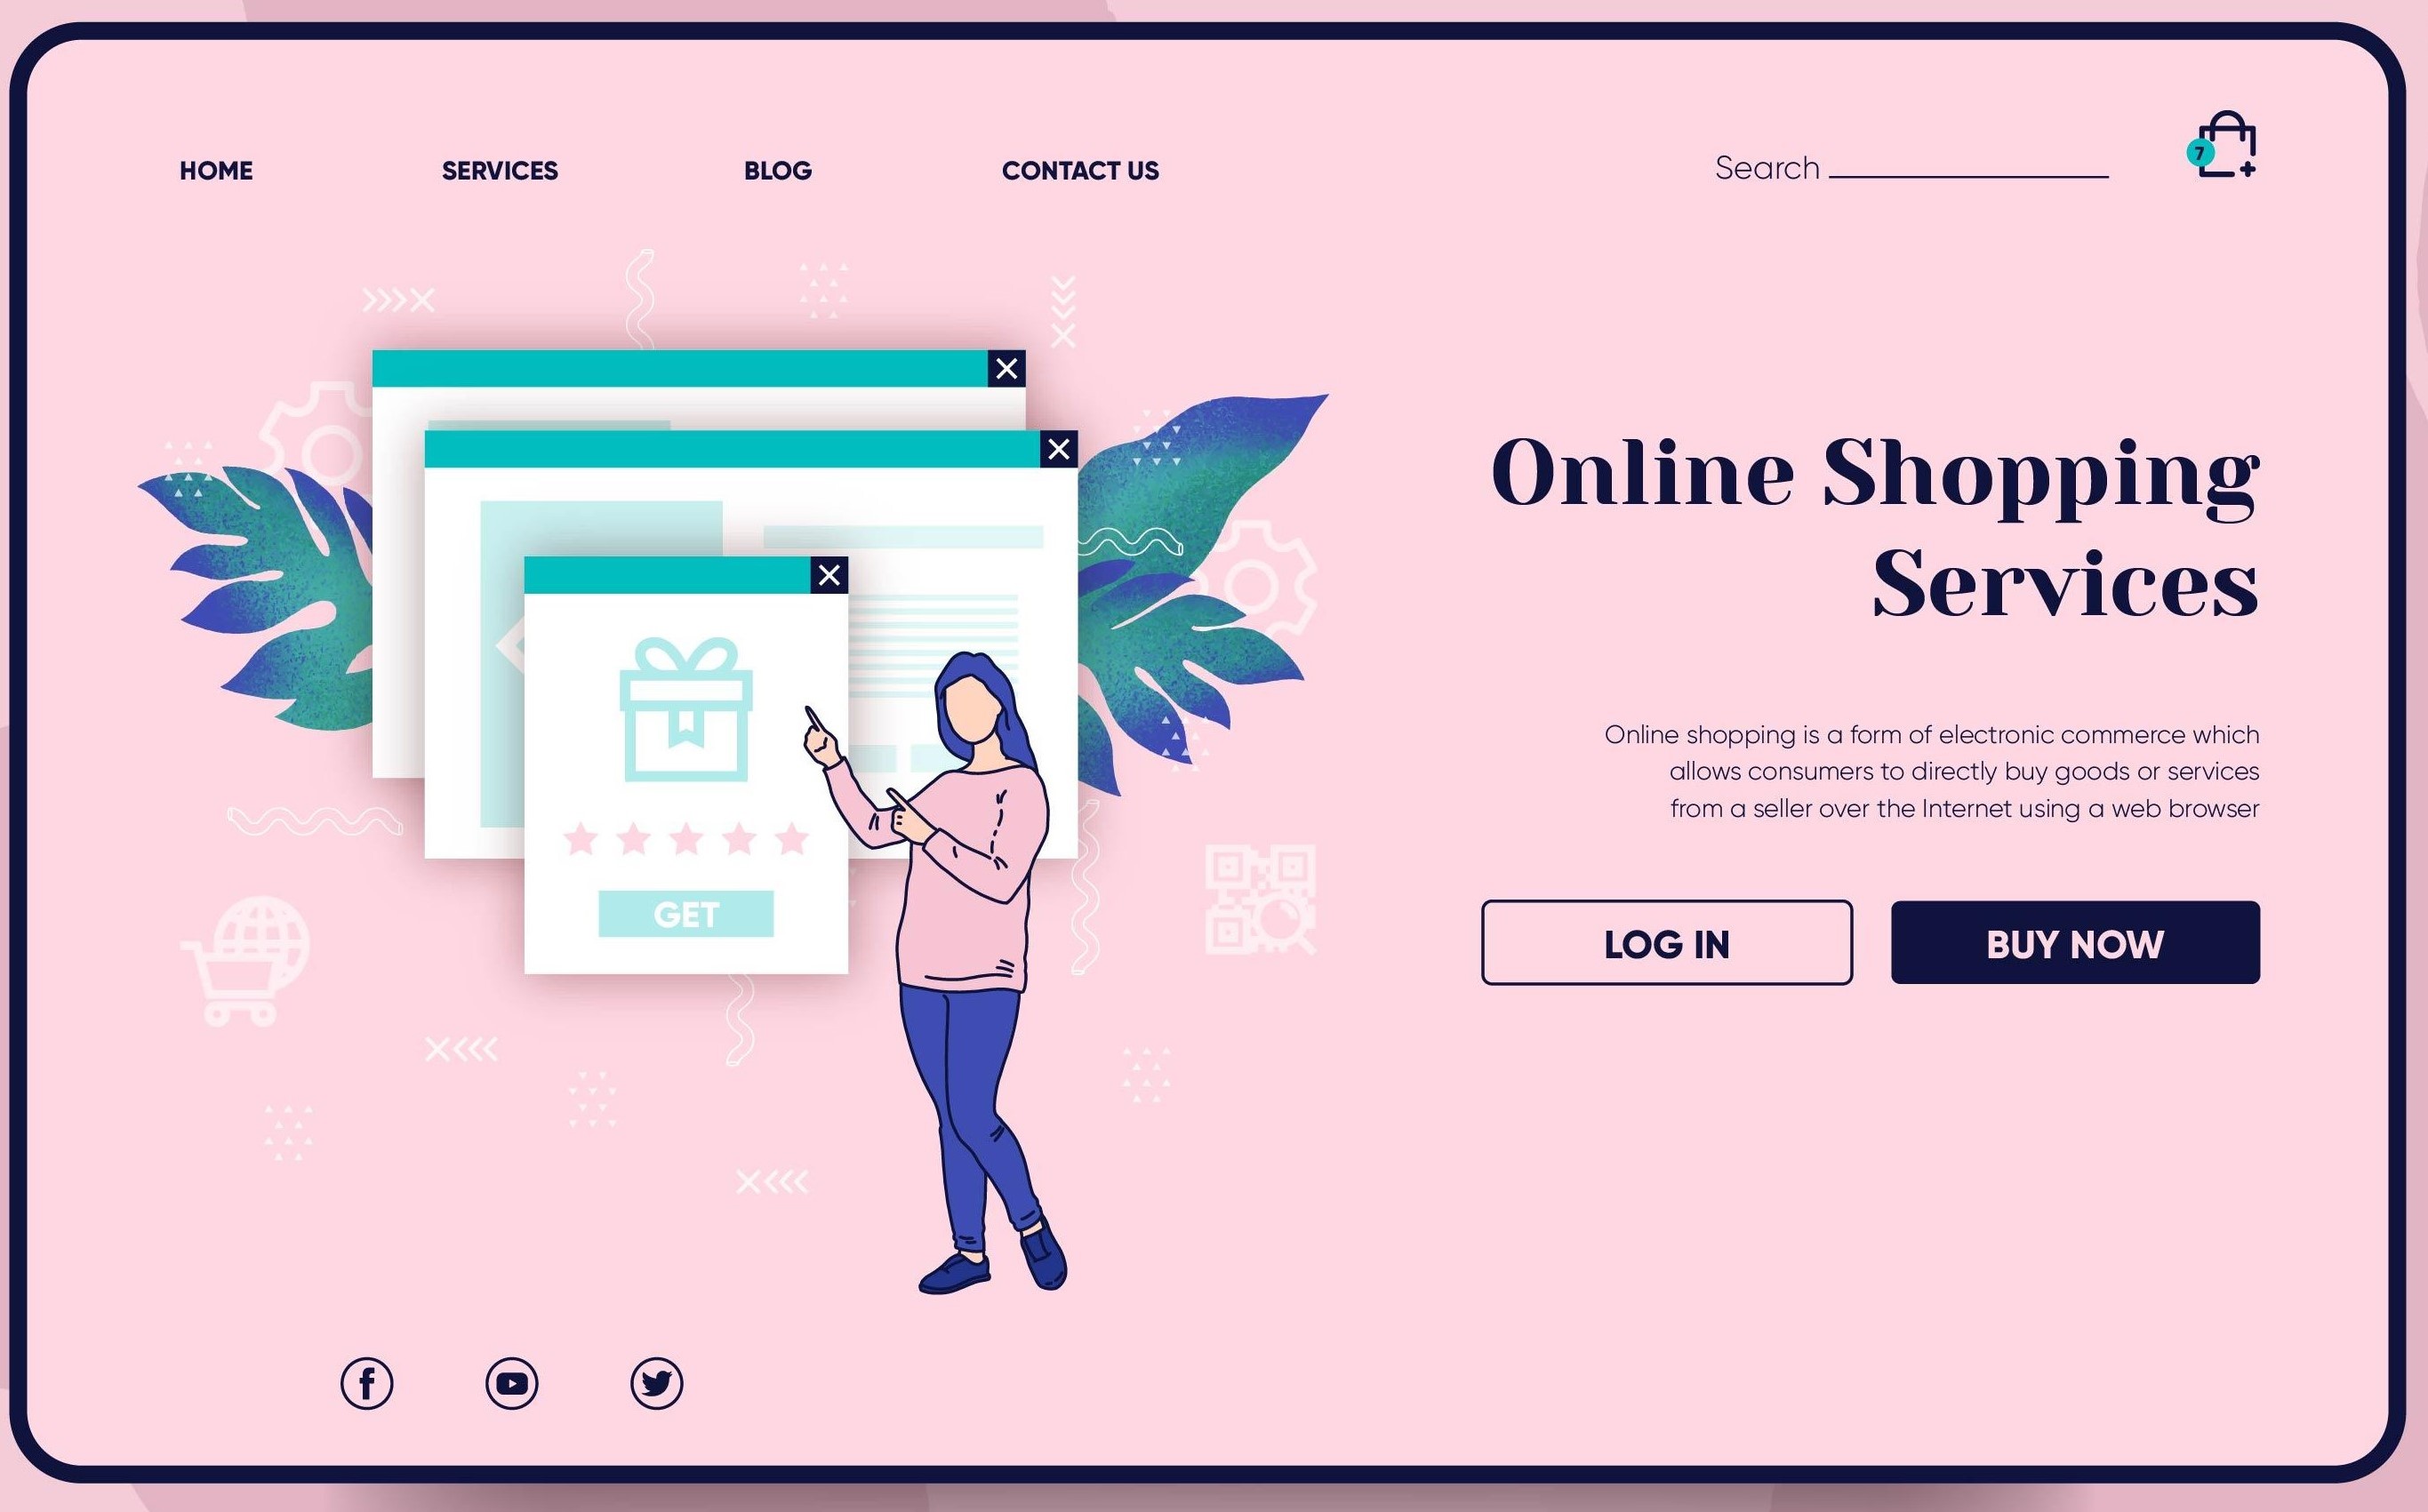 HOME SERVICES BLOG CONTACT US Search 7
Online Shopping
Services
Online shopping is a form of electronic commerce which
allows consumers to directly buy goods or services
from a seller over the Internet using a web browser
GET
LOG IN BUY NOW